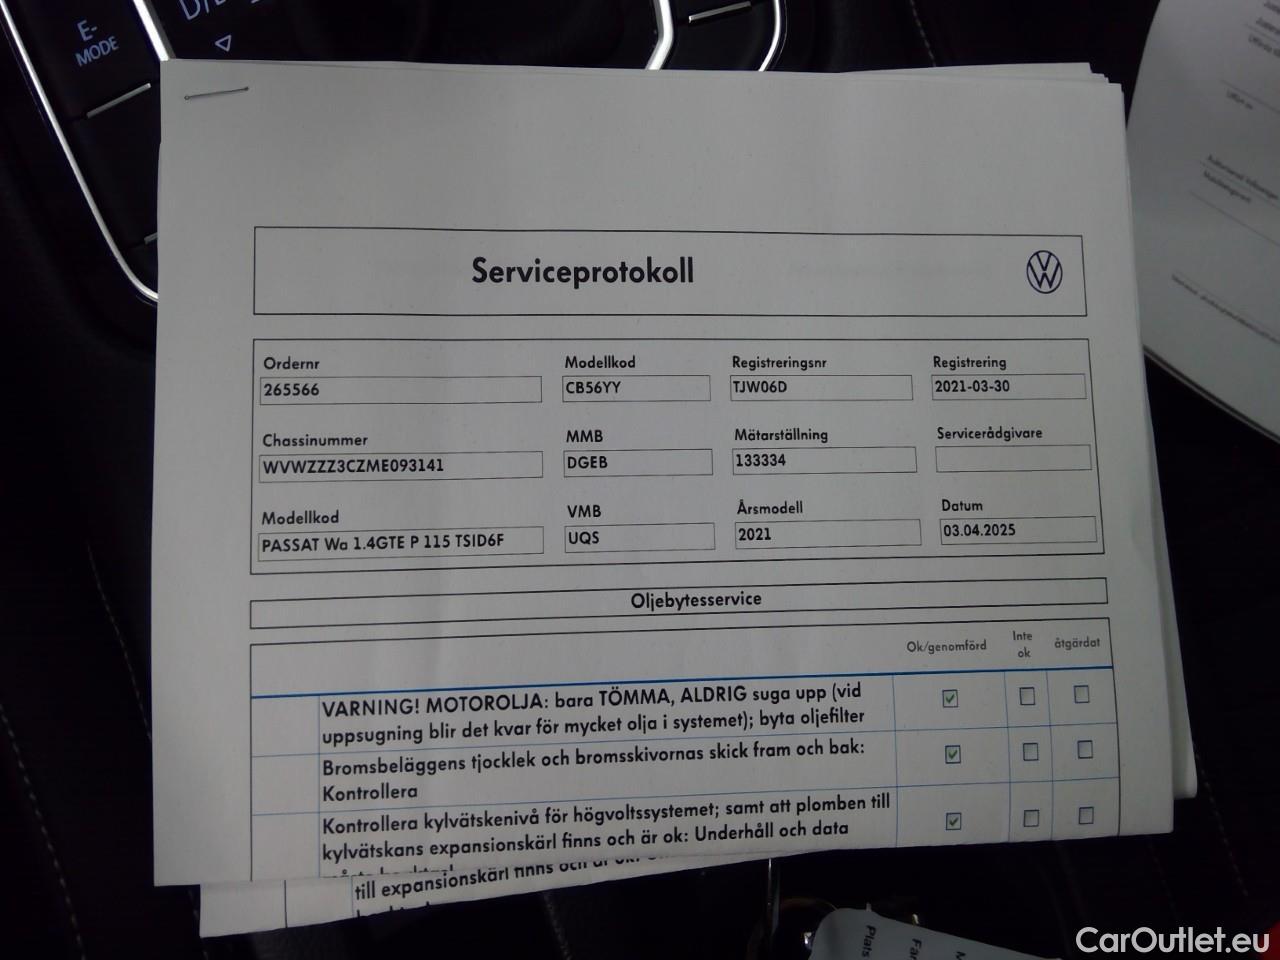 E-
MODE
Serviceprotokoll
Ordernr
265566
Modellkod
CB56YY
Registreringsnr
TJW06D
Registrering
2021-03-30
Chassinummer
WVWZZZ3CZME093141
MMB
DGEB
Mätarställning
133334
Servicerådgivare
Modellkod
PASSAT Wa 1.4GTE P 115 TSID6F
VMB
UQS
Årsmodell
2021
Datum
03.04.2025
Oljebytesservice
Ok/genomförd
Inte
ok
åtgärdat
VARNING! MOTOROLJA: bara TÖMMA, ALDRIG suga upp (vid
uppsugning blir det kvar för mycket olja i systemet); byta oljefilter
Bromsbeläggens tjocklek och bromsskivornas skick fram och bak:
Kontrollera
Kontrollera kylvätskenivå för högvoltssystemet; samt att plomben till
kylvätskans expansionskärl finns och är ok: Underhåll och data
till expansionskärl finns och är ok:
Plats
CarOutlet.eu